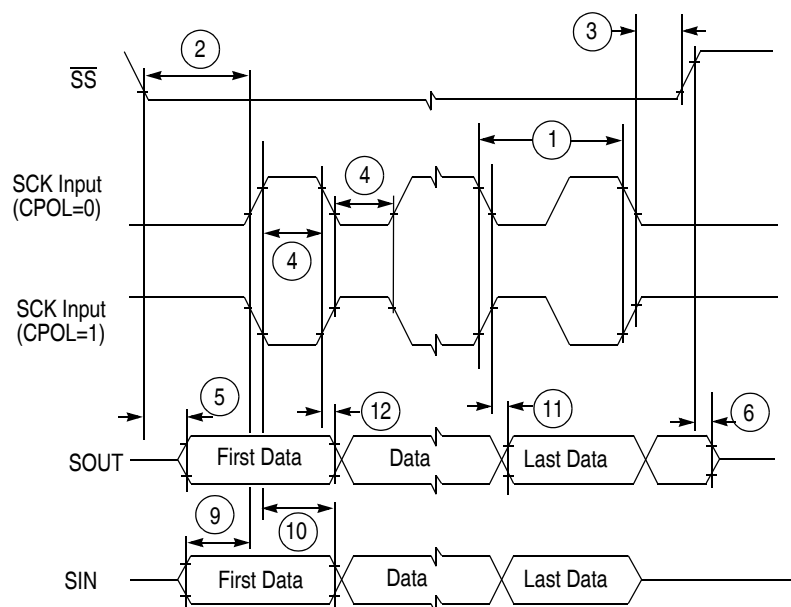 2
3
S̅S̅
1
SCK Input
(CPOL=0)
4
4
SCK Input
(CPOL=1)
5
12
11
6
SOUT
First Data
Data
Last Data
9
10
SIN
First Data
Data
Last Data